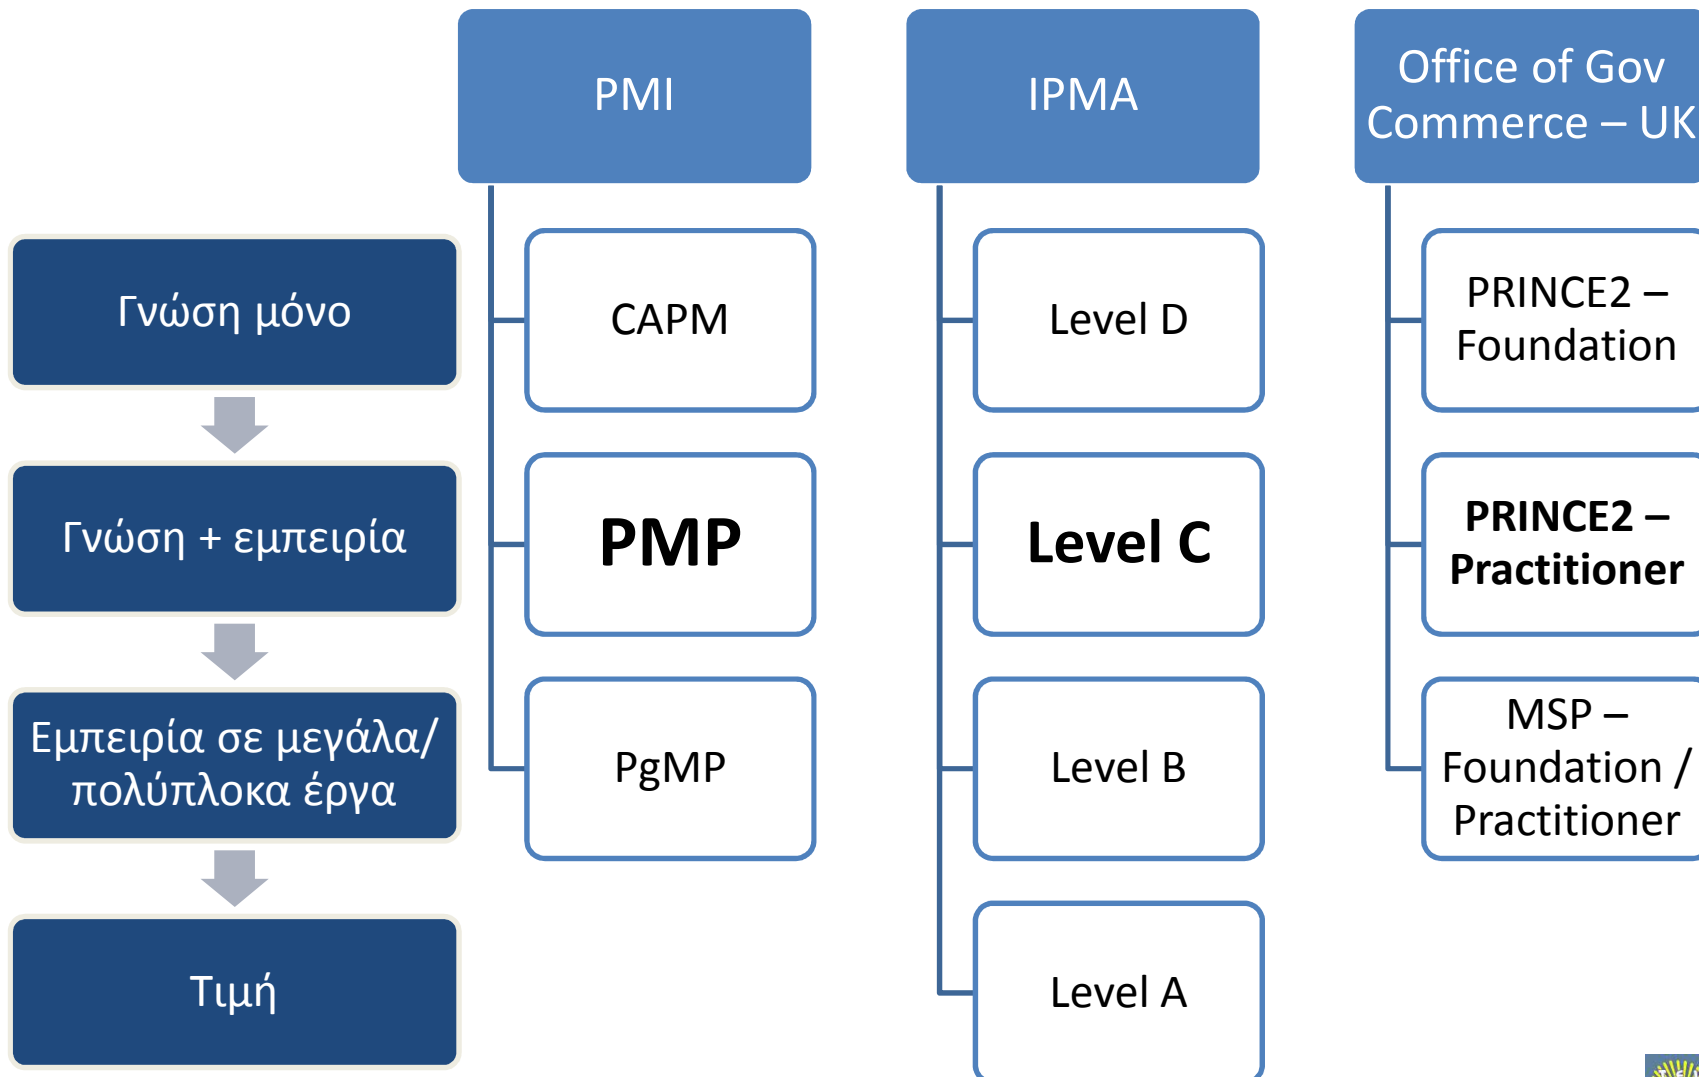 PMI
IPMA
Office of Gov
Commerce – UK
Γνώση μόνο
CAPM
Level D
PRINCE2 –
Foundation
Γνώση + εμπειρία
PMP
Level C
PRINCE2 –
Practitioner
Εμπειρία σε μεγάλα/
πολύπλοκα έργα
PgMP
Level B
MSP –
Foundation /
Practitioner
Τιμή
Level A